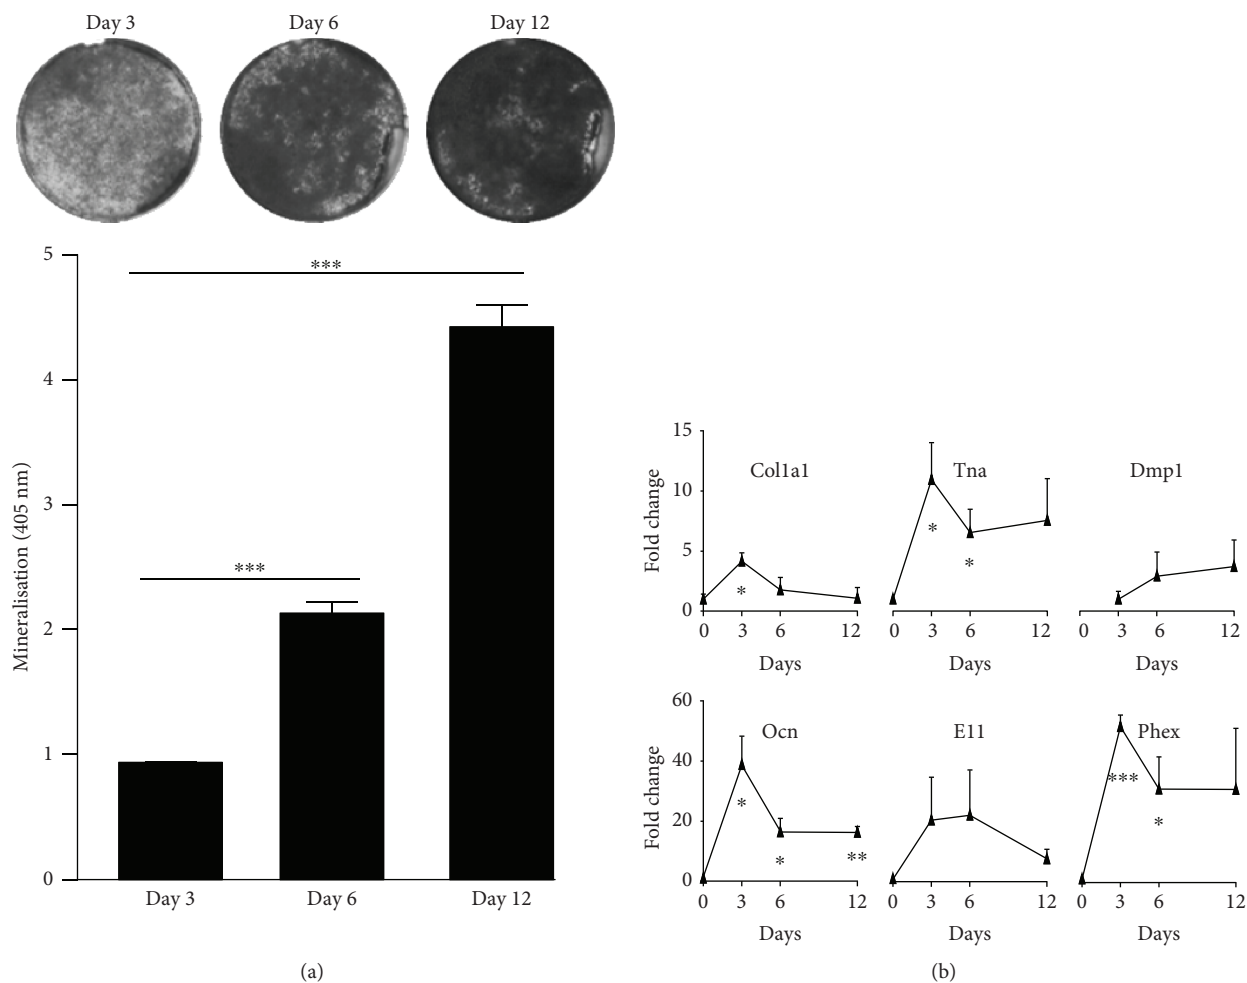 Day 3 Day 6 Day 12
5
***
4
Mineralisation (405 nm)
3
***
2
1
0
Day 3 Day 6 Day 12
(a)
15
Col1a1 Tna Dmp1
10
Fold change
*
5
*
*
0
0 3 6 12 0 3 6 12 0 3 6 12
Days Days Days
60
Ocn E11 Phex
40
Fold change
***
*
20
*
*
**
0
0 3 6 12 0 3 6 12 0 3 6 12
Days Days Days
(b)